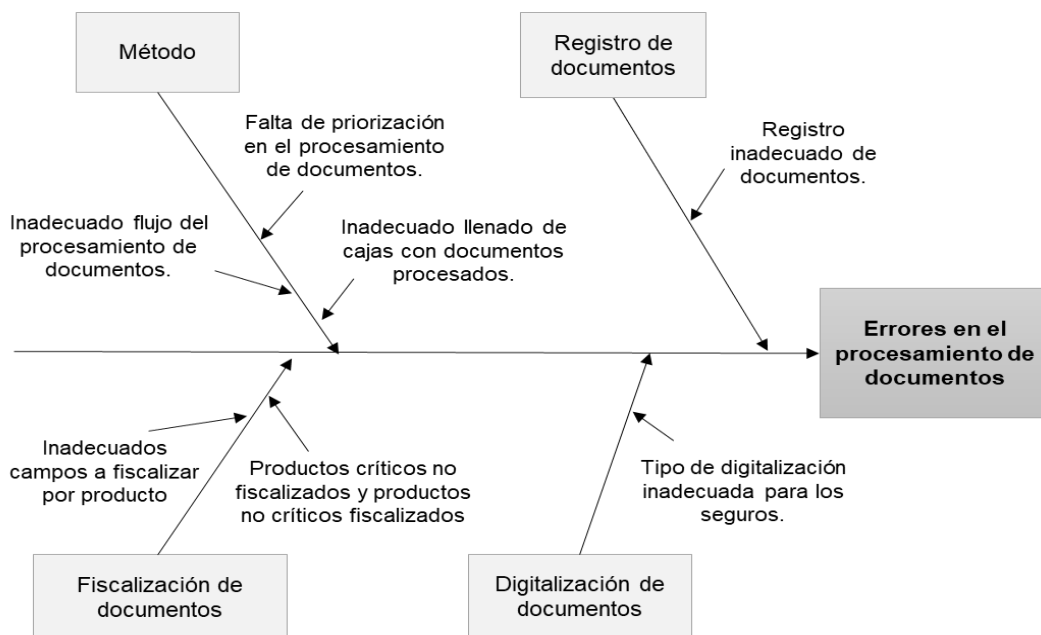 Método
Registro de
documentos
Falta de priorización
en el procesamiento
de documentos.
Registro
inadecuado de
documentos.
Inadecuado flujo del
procesamiento de
documentos.
Inadecuado llenado de
cajas con documentos
procesados.
Errores en el
procesamiento de
documentos
Inadecuados
campos a fiscalizar
por producto
Productos críticos no
fiscalizados y productos
no críticos fiscalizados
Tipo de digitalización
inadecuada para los
seguros.
Fiscalización de
documentos
Digitalización de
documentos